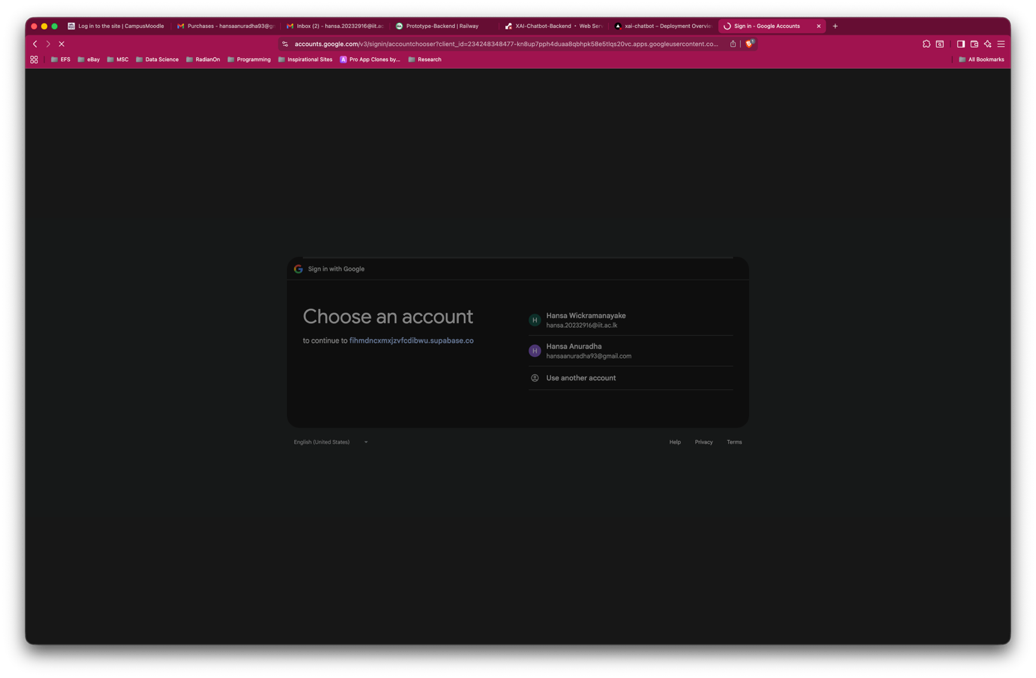 Log in to the site | CampusMoodle
Purchases - hansaanuradha93@gm
Inbox (2) - hansa.20232916@iit.ac
Prototype-Backend | Railway
XAI-Chatbot-Backend • Web Serv
xai-chatbot – Deployment Overvie
Sign in - Google Accounts
accounts.google.com/v3/signin/accountchooser?client_id=234248348477-kn8up7pph4duaa8qbhpk58e5tlqs20vc.apps.googleusercontent.co...
EFS
eBay
MSC
Data Science
RadianOn
Programming
Inspirational Sites
Pro App Clones by...
Research
All Bookmarks
Sign in with Google
Choose an account
to continue to fihmdncxmxjzvfcdibwu.supabase.co
H
Hansa Wickramanayake
hansa.20232916@iit.ac.lk
H
Hansa Anuradha
hansaanuradha93@gmail.com
Use another account
English (United States)
Help
Privacy
Terms